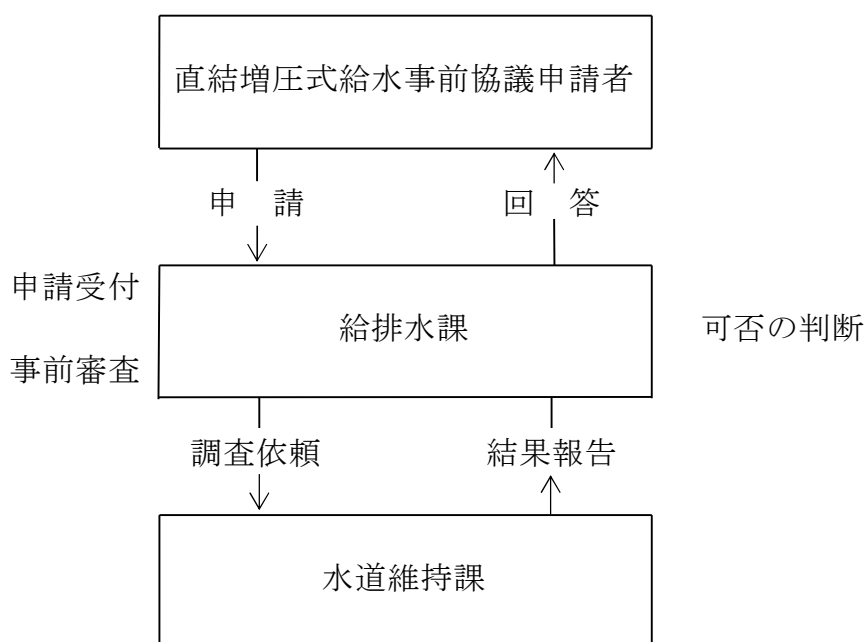 直結増圧式給水事前協議申請者
申　請
回　答
申請受付
事前審査
給排水課
可否の判断
調査依頼
結果報告
水道維持課